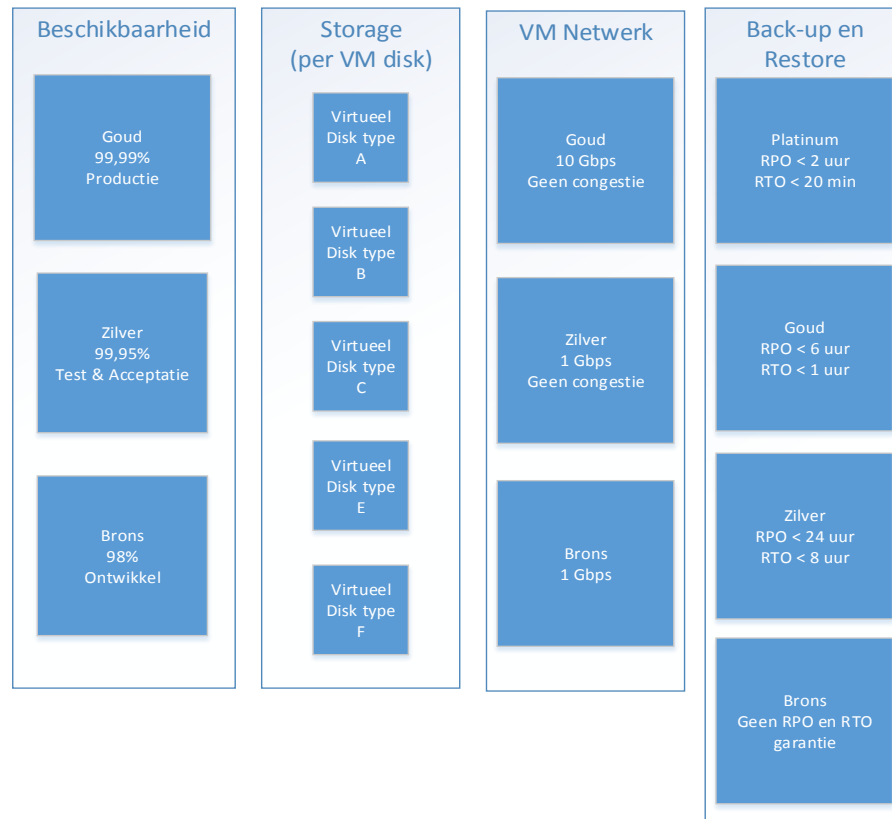 Beschikbaarheid
Goud
99,99%
Productie
Zilver
99,95%
Test & Acceptatie
Brons
98%
Ontwikkel
Storage
(per VM disk)
Virtueel
Disk type
A
Virtueel
Disk type
B
Virtueel
Disk type
C
Virtueel
Disk type
E
Virtueel
Disk type
F
VM Netwerk
Goud
10 Gbps
Geen congestie
Zilver
1 Gbps
Geen congestie
Brons
1 Gbps
Back-up en
Restore
Platinum
RPO < 2 uur
RTO < 20 min
Goud
RPO < 6 uur
RTO < 1 uur
Zilver
RPO < 24 uur
RTO < 8 uur
Brons
Geen RPO en RTO
garantie